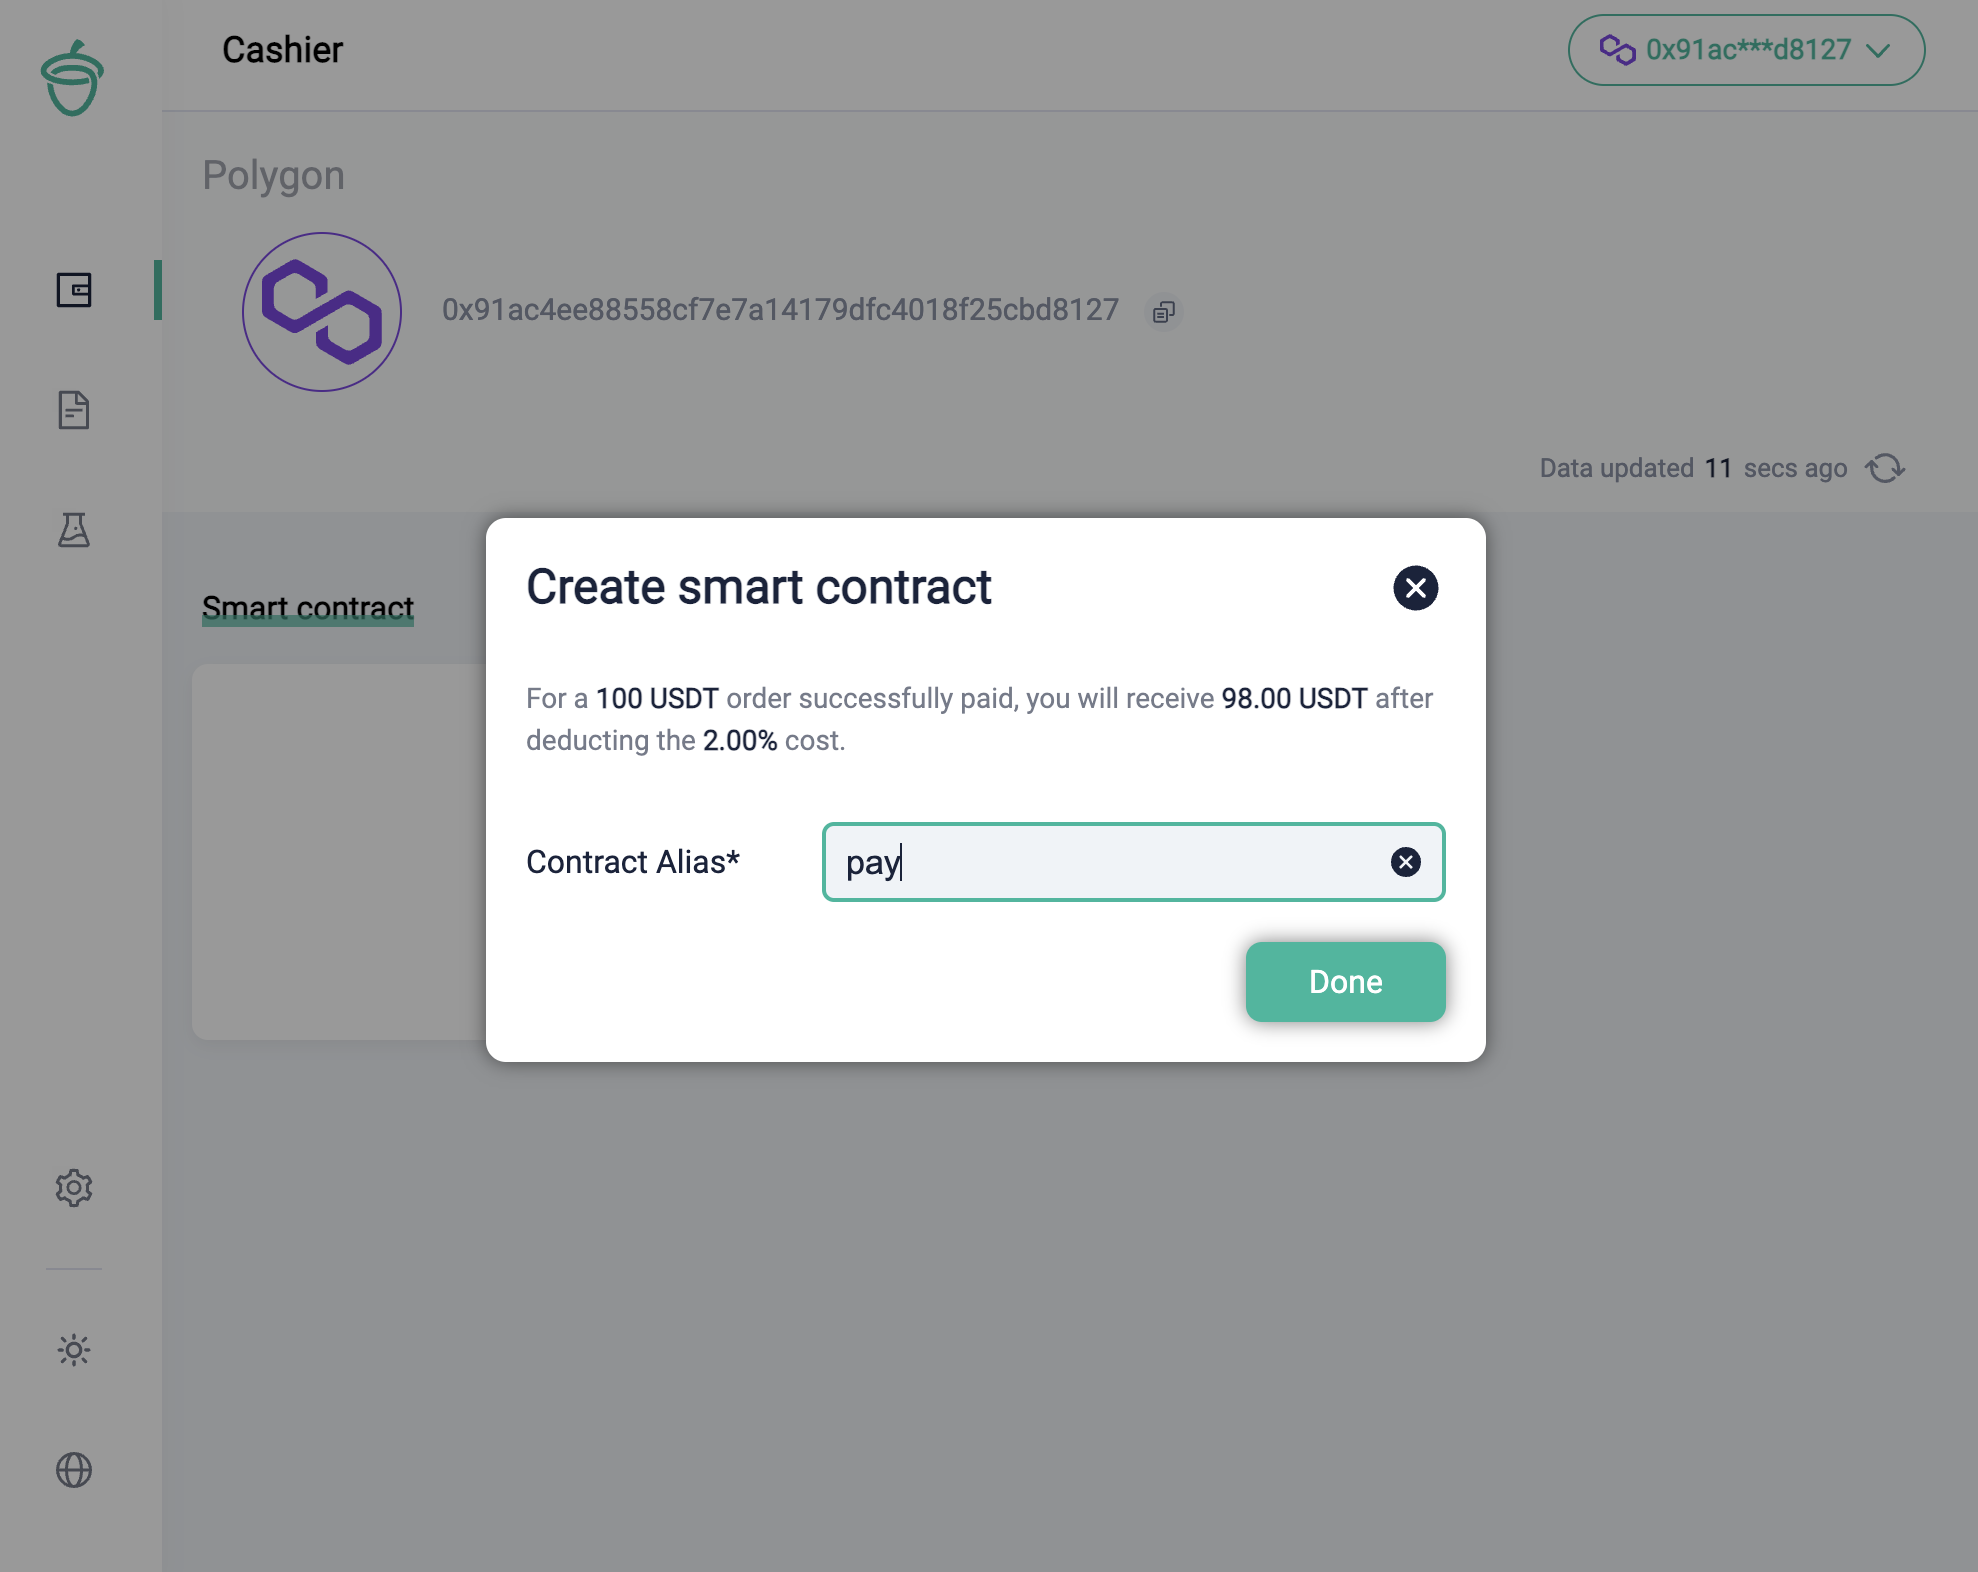 Cashier
0x91ac***d8127
Polygon
0x91ac4ee88558cf7e7a14179dfc4018f25cbd8127
Data updated 11 secs ago
Smart contract
Create smart contract
For a 100 USDT order successfully paid, you will receive 98.00 USDT after
deducting the 2.00% cost.
Contract Alias*
pay
Done